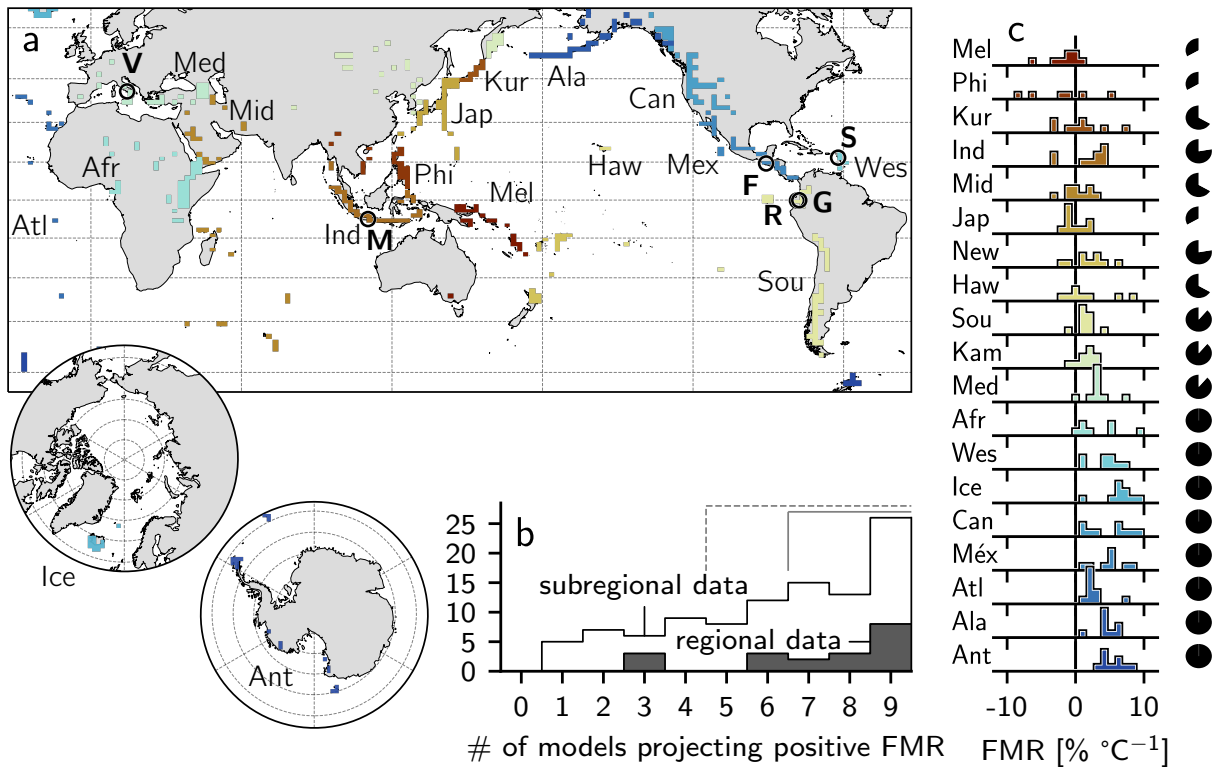 a
V
Med
Mid
Afr
Atl
Kur
Jap
Ala
Phi
Mel
Ind
M
Haw
Can
Mex
F
S
Wes
R
G
Sou
Ice
Ant
b
subregional data
regional data
25
20
15
10
5
0
0 1 2 3 4 5 6 7 8 9
# of models projecting positive FMR
c
Mel
Phi
Kur
Ind
Mid
Jap
New
Haw
Sou
Kam
Med
Afr
Wes
Ice
Can
Méx
Atl
Ala
Ant
-10 0 10
FMR [% °C⁻¹]